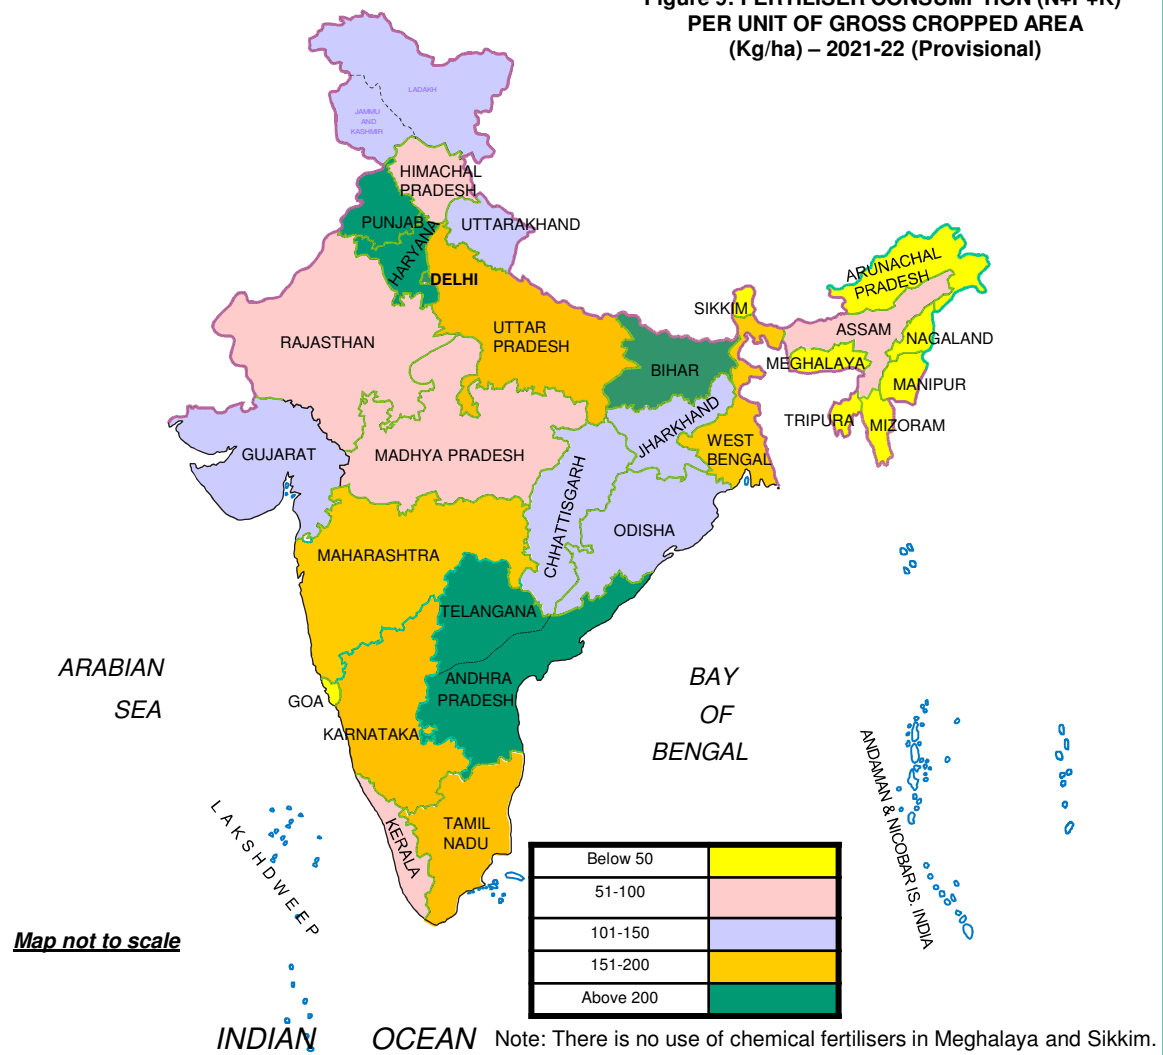 PER UNIT OF GROSS CROPPED AREA
(Kg/ha) – 2021-22 (Provisional)
LADAKH
JAMMU
AND
KASHMIR
HIMACHAL
PRADESH
PUNJAB
UTTARAKHAND
HARYANA
DELHI
ARUNACHAL
PRADESH
SIKKIM
RAJASTHAN
UTTAR
PRADESH
ASSAM
NAGALAND
BIHAR
MEGHALAYA
MANIPUR
TRIPURA
MIZORAM
JHARKHAND
GUJARAT
MADHYA PRADESH
WEST
BENGAL
CHHATTISGARH
ODISHA
MAHARASHTRA
TELANGANA
ARABIAN
SEA
ANDHRA
PRADESH
BAY
OF
BENGAL
GOA
KARNATAKA
ANDAMAN & NICOBAR IS. INDIA
LAKSHDWEEP
KERALA
TAMIL
NADU
Below 50
51-100
101-150
151-200
Above 200
Map not to scale
INDIAN OCEAN
Note: There is no use of chemical fertilisers in Meghalaya and Sikkim.